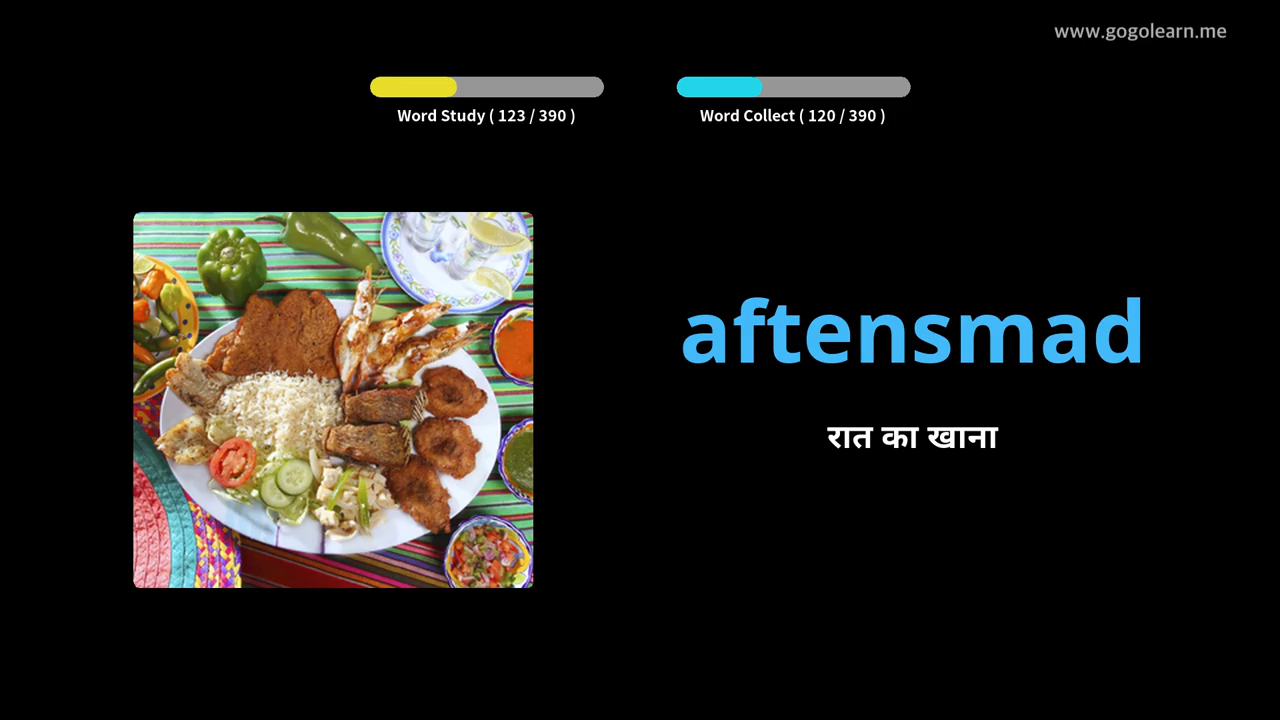 www.gogolearn.me
Word Study ( 123 / 390 )
Word Collect ( 120 / 390 )
aftensmad
रात का खाना